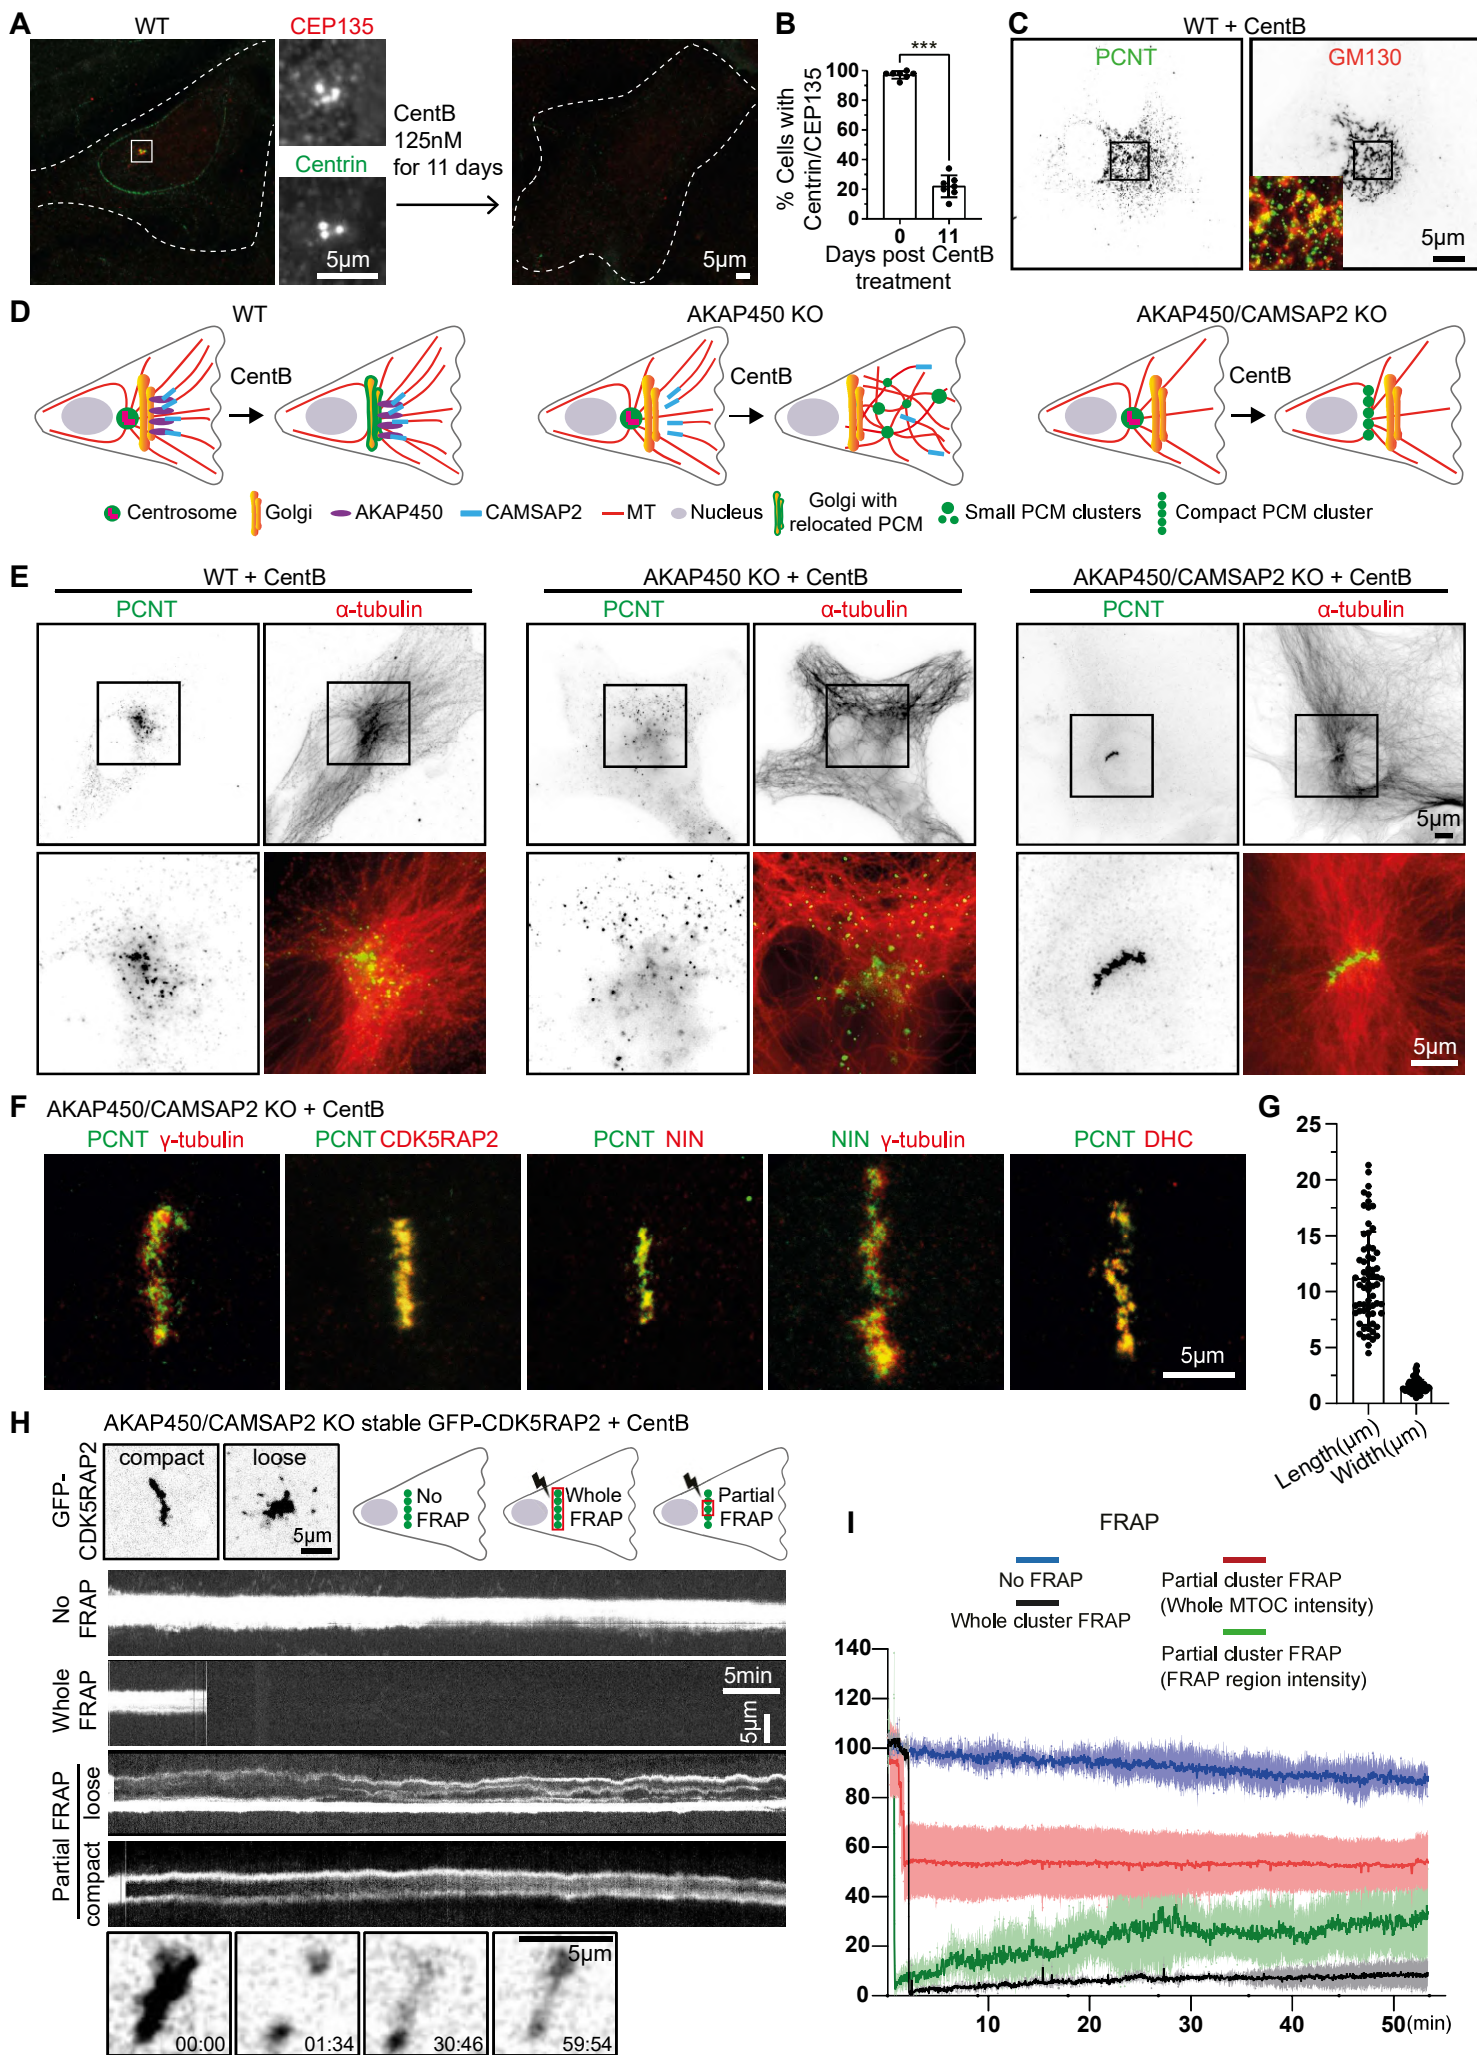 A
WT
CEP135
Centrin
5µm
CentB
125nM
for 11 days
5µm
B
***
% Cells with
Centrin/CEP135
100
80
60
40
20
0
0 11
Days post CentB
treatment
C
WT + CentB
PCNT
GM130
5µm
D
WT
CentB
AKAP450 KO
CentB
AKAP450/CAMSAP2 KO
CentB
Centrosome Golgi AKAP450 CAMSAP2 MT Nucleus Golgi with
relocated PCM Small PCM clusters Compact PCM cluster
E
WT + CentB
PCNT α-tubulin
AKAP450 KO + CentB
PCNT α-tubulin
AKAP450/CAMSAP2 KO + CentB
PCNT α-tubulin
5µm
5µm
F
AKAP450/CAMSAP2 KO + CentB
PCNT γ-tubulin
PCNT CDK5RAP2
PCNT NIN
NIN γ-tubulin
PCNT DHC
5µm
G
25
20
15
10
5
0
Length(µm)
Width(µm)
H
AKAP450/CAMSAP2 KO stable GFP-CDK5RAP2 + CentB
GFP-
CDK5RAP2
compact
loose
5µm
No
FRAP
Whole
FRAP
Partial
FRAP
No
FRAP
Whole
FRAP
5min
5µm
Partial FRAP
loose
compact
00:00
01:34
30:46
5µm
59:54
I
FRAP
No FRAP
Whole cluster FRAP
Partial cluster FRAP
(Whole MTOC intensity)
Partial cluster FRAP
(FRAP region intensity)
140
120
100
80
60
40
20
0
10 20 30 40 50 (min)